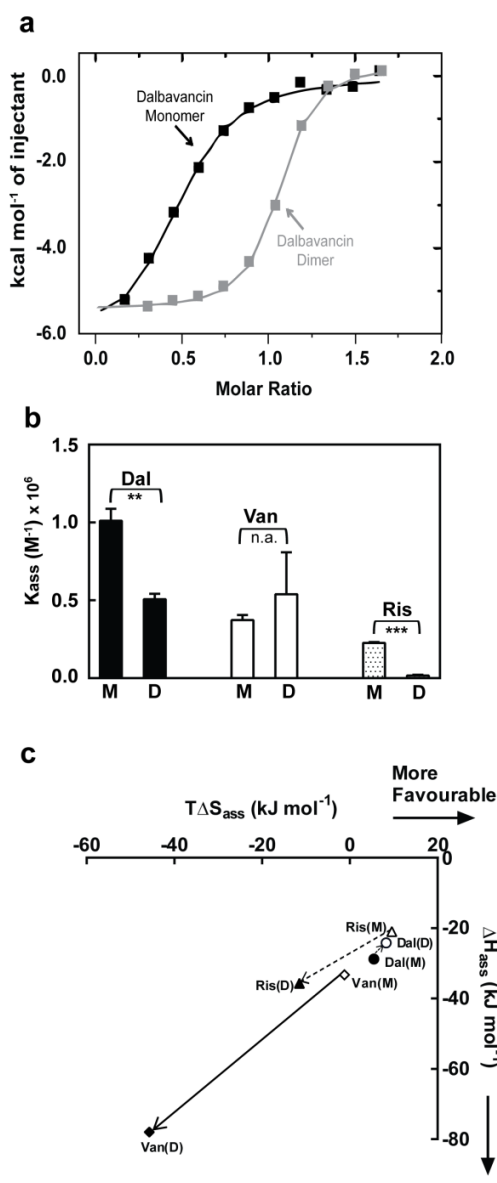 a
0.0
-2.0
-4.0
-6.0
kcal mol⁻¹ of injectant
Dalbavancin
Monomer
Dalbavancin
Dimer
0.0 0.5 1.0 1.5 2.0
Molar Ratio
b
1.5
1.0
0.5
0.0
Kass (M⁻¹) x 10⁶
Dal
**
Van
n.a.
Ris
***
M D M D M D
c
More
Favourable
TΔSass (kJ mol⁻¹)
-60 -40 -20 0 20
0
-20
-40
-60
-80
ΔHass (kJ mol⁻¹)
Ris(M)
Dal(D)
Dal(M)
Ris(D)
Van(M)
Van(D)